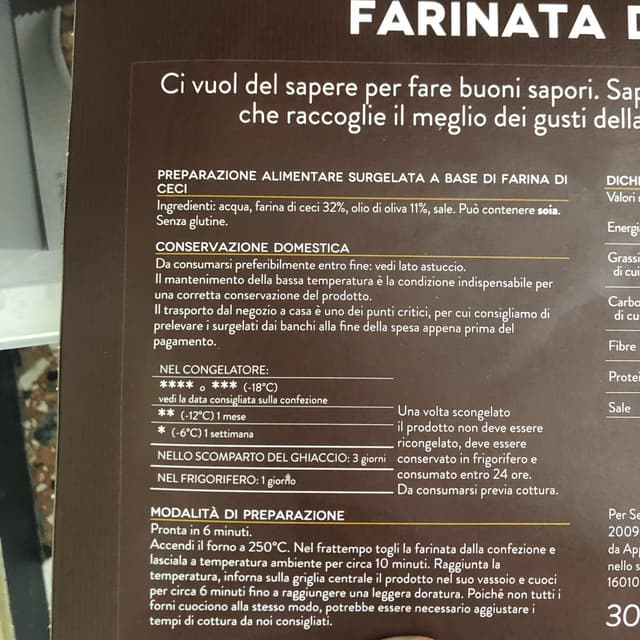 FARINATA D
Ci vuol del sapere per fare buoni sapori. Sap
che raccoglie il meglio dei gusti della
PREPARAZIONE ALIMENTARE SURGELATA A BASE DI FARINA DI
CECI
Ingredienti: acqua, farina di ceci 32%, olio di oliva 11%, sale. Può contenere soia.
Senza glutine.
CONSERVAZIONE DOMESTICA
Da consumarsi preferibilmente entro fine: vedi lato astuccio.
Il mantenimento della bassa temperatura è la condizione indispensabile per
una corretta conservazione del prodotto.
Il trasporto dal negozio a casa è uno dei punti critici, per cui consigliamo di
prelevare i surgelati dai banchi alla fine della spesa appena prima del
pagamento.
NEL CONGELATORE:
**** o *** (-18°C)
vedi la data consigliata sulla confezione
** (-12°C) 1 mese
* (-6°C) 1 settimana
NELLO SCOMPARTO DEL GHIACCIO: 3 giorni
NEL FRIGORIFERO: 1 giorno
Una volta scongelato
il prodotto non deve essere
ricongelato, deve essere
conservato in frigorifero e
consumato entro 24 ore.
Da consumarsi previa cottura.
MODALITÀ DI PREPARAZIONE
Pronta in 6 minuti.
Accendi il forno a 250°C. Nel frattempo togli la farinata dalla confezione e
lasciala a temperatura ambiente per circa 10 minuti. Raggiunta la
temperatura, inforna sulla griglia centrale il prodotto nel suo vassoio e cuoci
per circa 6 minuti fino a raggiungere una leggera doratura. Poiché non tutti i
forni cuociono allo stesso modo, potrebbe essere necessario aggiustare i
tempi di cottura da noi consigliati.
DICHI
Valori
Energi
Grassi
di cui
Carbo
di cu
Fibre
Protei
Sale
Per Se
2009
da App
nello s
16010
30